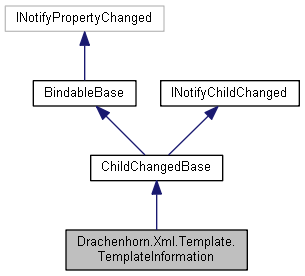 INotifyPropertyChanged
BindableBase
INotifyChildChanged
ChildChangedBase
Drachenhorn.Xml.Template.
TemplateInformation